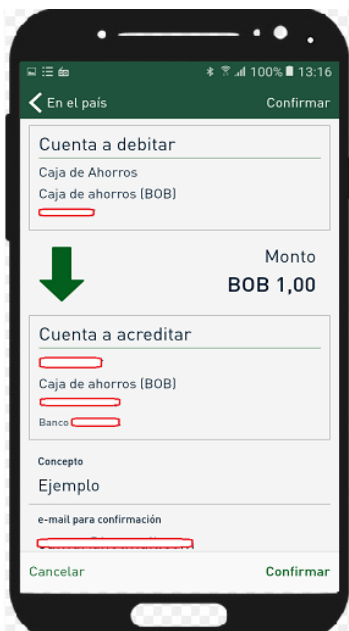 100% 13:16
En el país
Confirmar
Cuenta a debitar
Caja de Ahorros
Caja de ahorros (BOB)
Monto
BOB 1,00
Cuenta a acreditar
Caja de ahorros (BOB)
Banco
Concepto
Ejemplo
e-mail para confirmación
Cancelar
Confirmar